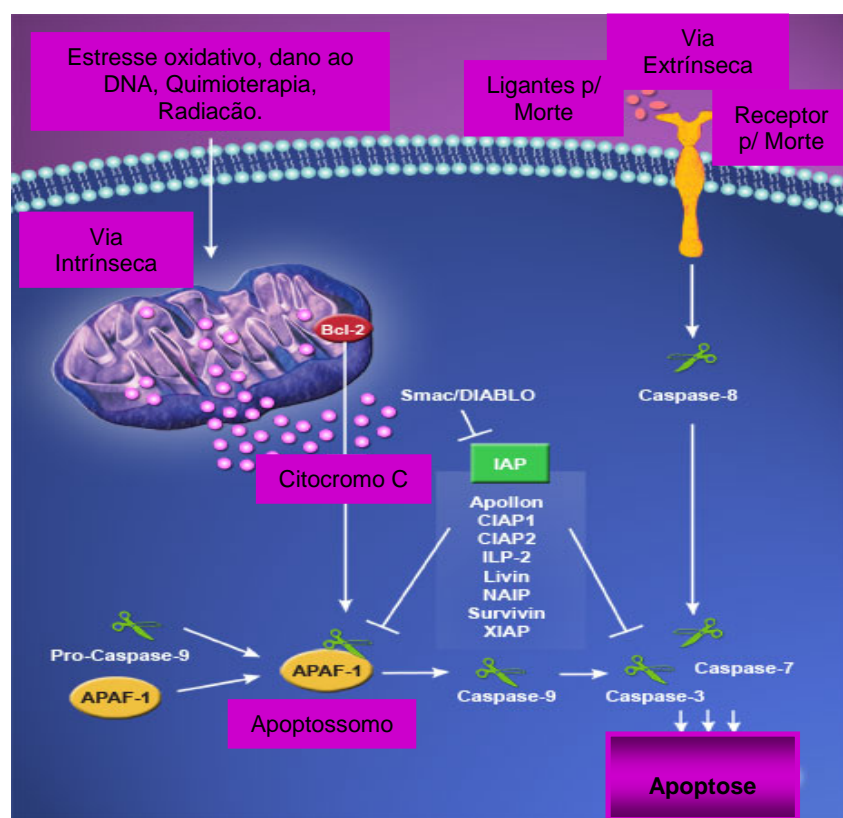 Estresse oxidativo, dano ao
DNA, Quimioterapia,
Radiacão.
Via
Extrínseca
Ligantes p/
Morte
Receptor
p/ Morte
Via
Intrínseca
Bcl-2
Smac/DIABLO
Caspase-8
IAP
Citocromo C
Apollon
CIAP1
CIAP2
ILP-2
Livin
NAIP
Survivin
XIAP
Pro-Caspase-9
APAF-1
APAF-1
Caspase-9
Caspase-3
Caspase-7
Apoptossomo
Apoptose